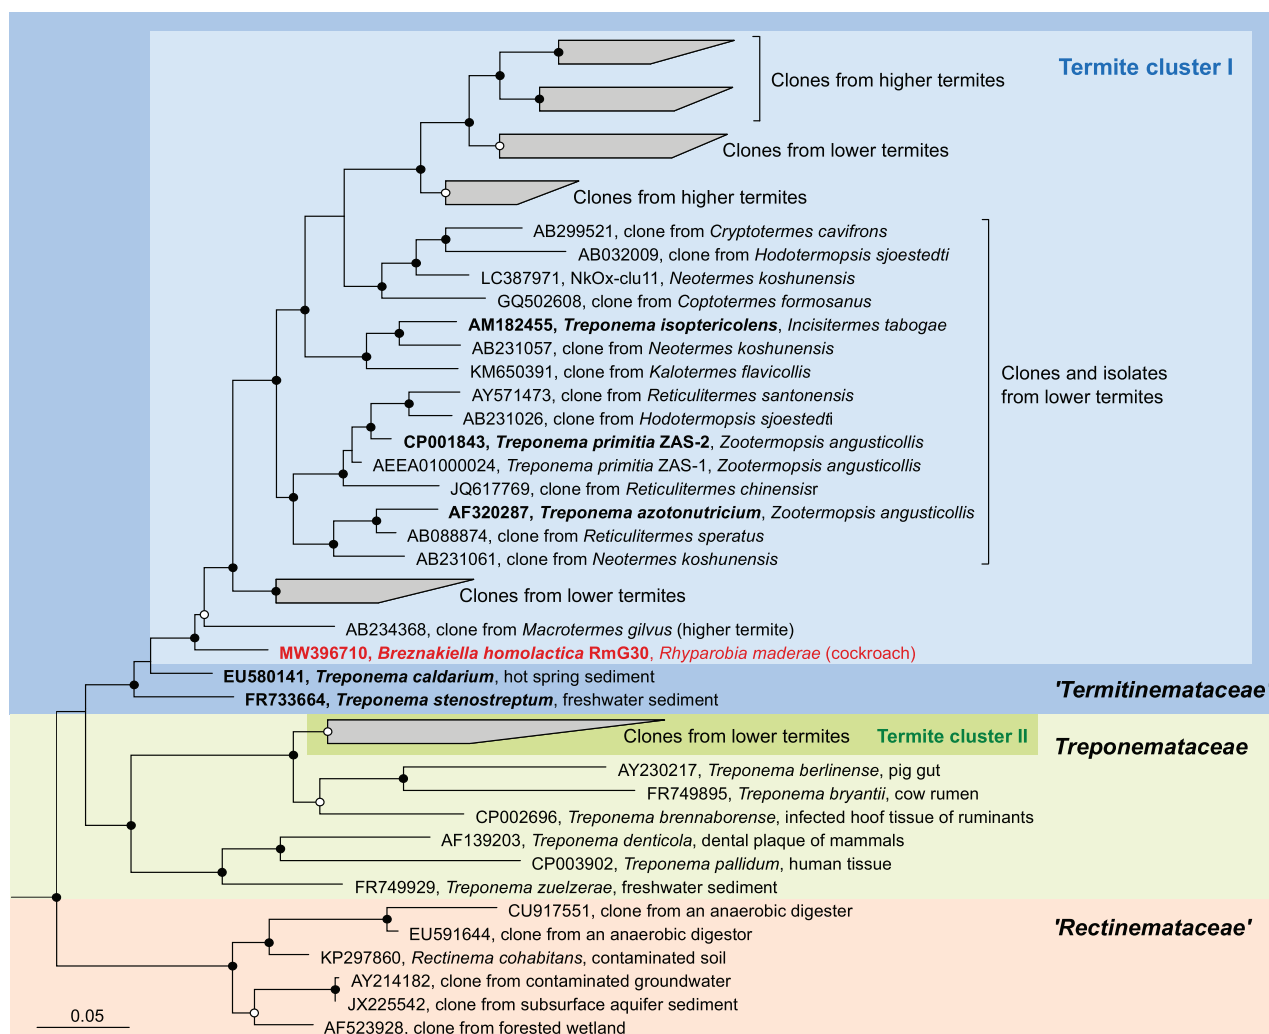 Termite cluster I
Clones from higher termites
Clones from lower termites
Clones from higher termites
AB299521, clone from Cryptotermes cavifrons
AB032009, clone from Hodotermopsis sjoestedti
LC387971, NkOx-clu11, Neotermes koshunensis
GQ502608, clone from Coptotermes formosanus
AM182455, Treponema isoptericolens, Incisitermes tabogae
AB231057, clone from Neotermes koshunensis
KM650391, clone from Kalotermes flavicollis
Clones and isolates
from lower termites
AY571473, clone from Reticulitermes santonensis
AB231026, clone from Hodotermopsis sjoestedti
CP001843, Treponema primitia ZAS-2, Zootermopsis angusticollis
AEEA01000024, Treponema primitia ZAS-1, Zootermopsis angusticollis
JQ617769, clone from Reticulitermes chinensisr
AF320287, Treponema azotonutricium, Zootermopsis angusticollis
AB088874, clone from Reticulitermes speratus
AB231061, clone from Neotermes koshunensis
Clones from lower termites
AB234368, clone from Macrotermes gilvus (higher termite)
MW396710, Breznakiella homolactica RmG30, Rhyparobia maderae (cockroach)
EU580141, Treponema caldarium, hot spring sediment
'Termitinemataceae'
FR733664, Treponema stenostreptum, freshwater sediment
Clones from lower termites Termite cluster II
Treponemataceae
AY230217, Treponema berlinense, pig gut
FR749895, Treponema bryantii, cow rumen
CP002696, Treponema brennaborense, infected hoof tissue of ruminants
AF139203, Treponema denticola, dental plaque of mammals
CP003902, Treponema pallidum, human tissue
FR749929, Treponema zuelzerae, freshwater sediment
CU917551, clone from an anaerobic digester
'Rectinemataceae'
EU591644, clone from an anaerobic digestor
KP297860, Rectinema cohabitans, contaminated soil
AY214182, clone from contaminated groundwater
JX225542, clone from subsurface aquifer sediment
AF523928, clone from forested wetland
0.05